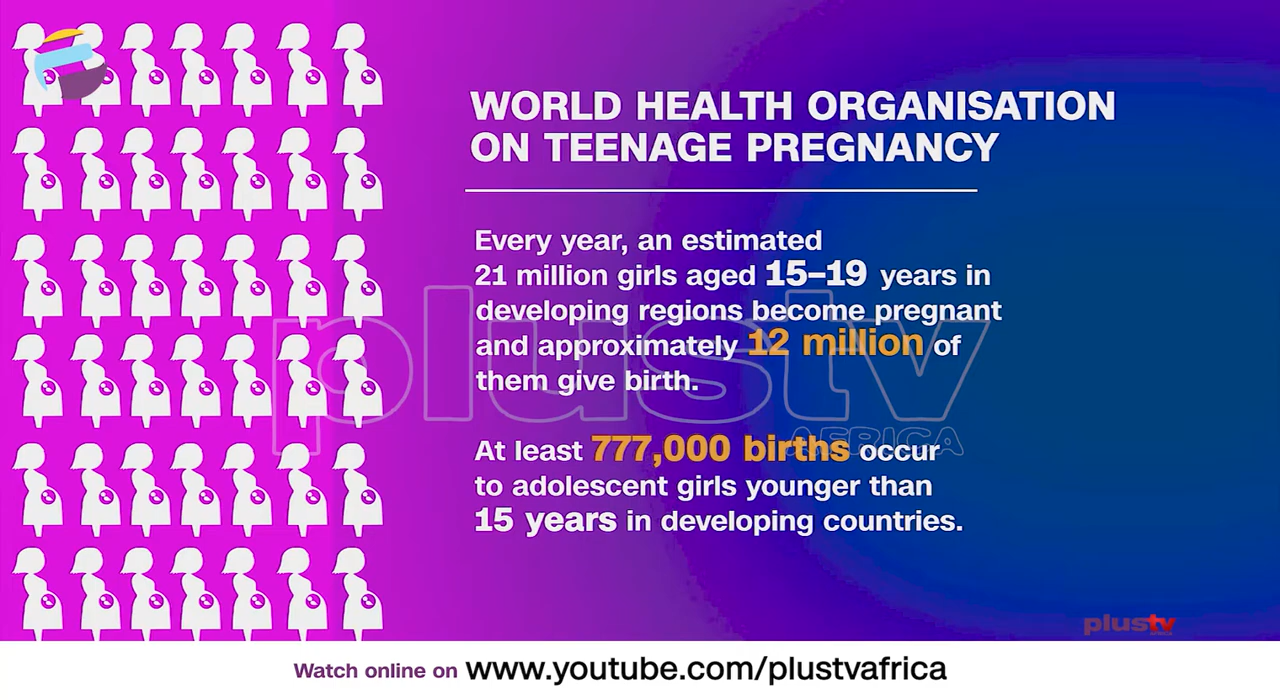 WORLD HEALTH ORGANISATION
ON TEENAGE PREGNANCY
Every year, an estimated
21 million girls aged 15–19 years in
developing regions become pregnant
and approximately 12 million of
them give birth.
At least 777,000 births occur
to adolescent girls younger than
15 years in developing countries.
plustv
AFRICA
plustv
Watch online on www.youtube.com/plustvafrica